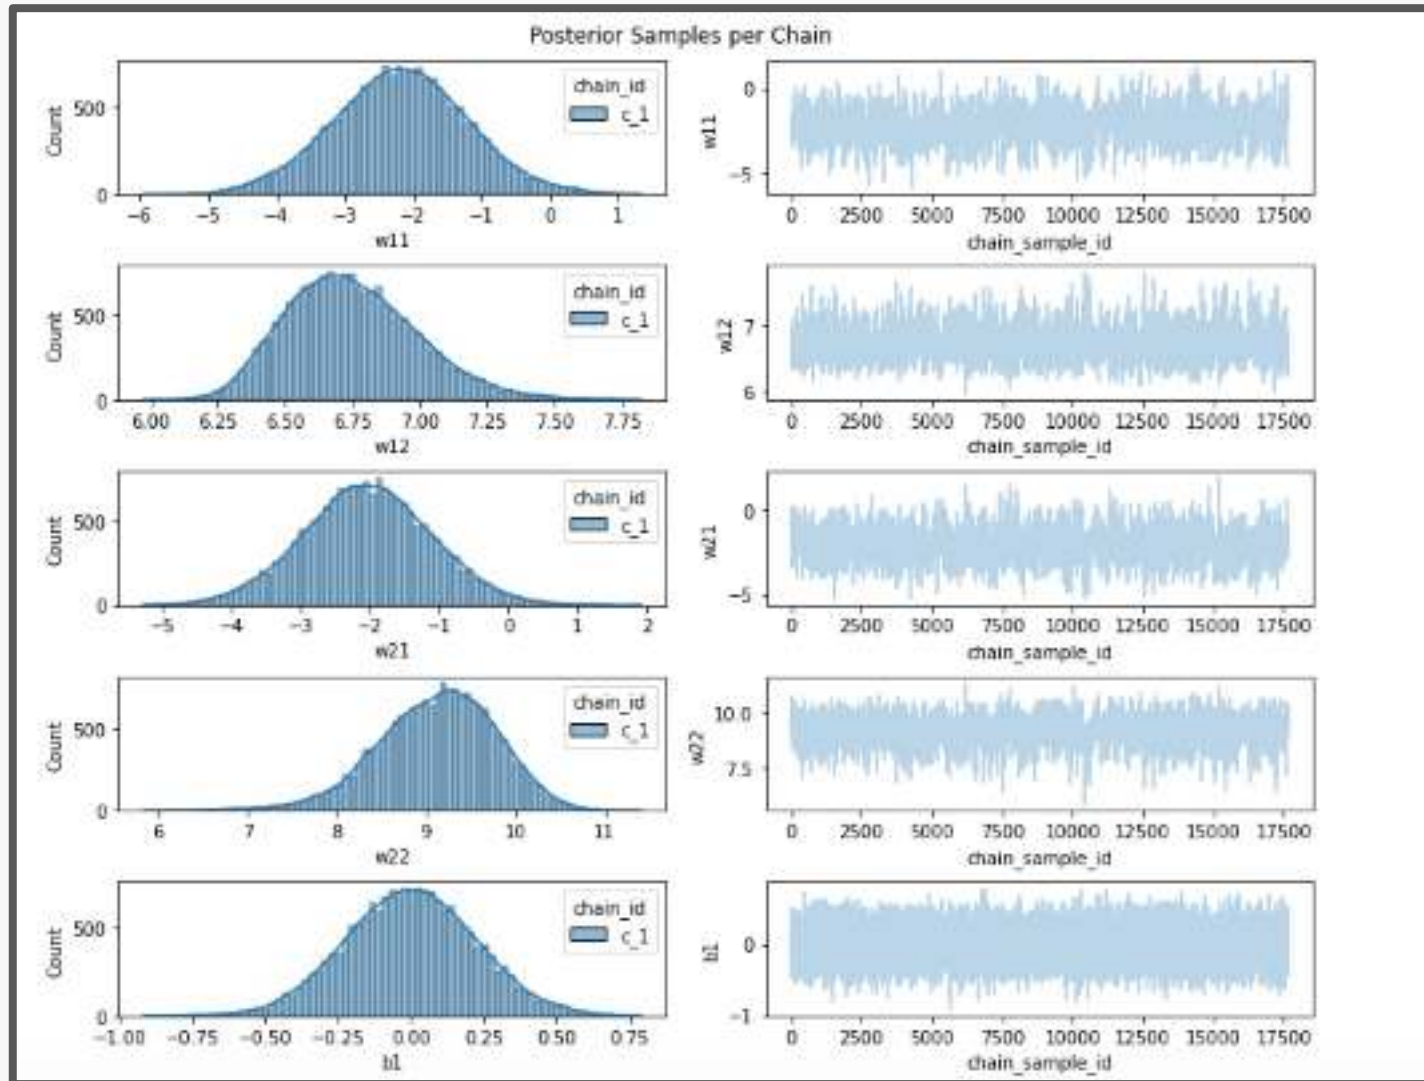 Posterior Samples per Chain
Count
500
0
chain_id
c_1
−6 −5 −4 −3 −2 −1 0 1
w11
w11
0
−5
0 2500 5000 7500 10000 12500 15000 17500
chain_sample_id
Count
500
0
chain_id
c_1
6.00 6.25 6.50 6.75 7.00 7.25 7.50 7.75
w12
w12
7
6
0 2500 5000 7500 10000 12500 15000 17500
chain_sample_id
Count
500
0
chain_id
c_1
−5 −4 −3 −2 −1 0 1 2
w21
w21
0
−5
0 2500 5000 7500 10000 12500 15000 17500
chain_sample_id
Count
500
0
chain_id
c_1
6 7 8 9 10 11
w22
w22
10.0
7.5
0 2500 5000 7500 10000 12500 15000 17500
chain_sample_id
Count
500
0
chain_id
c_1
−1.00 −0.75 −0.50 −0.25 0.00 0.25 0.50 0.75
b1
b1
0
−1
0 2500 5000 7500 10000 12500 15000 17500
chain_sample_id